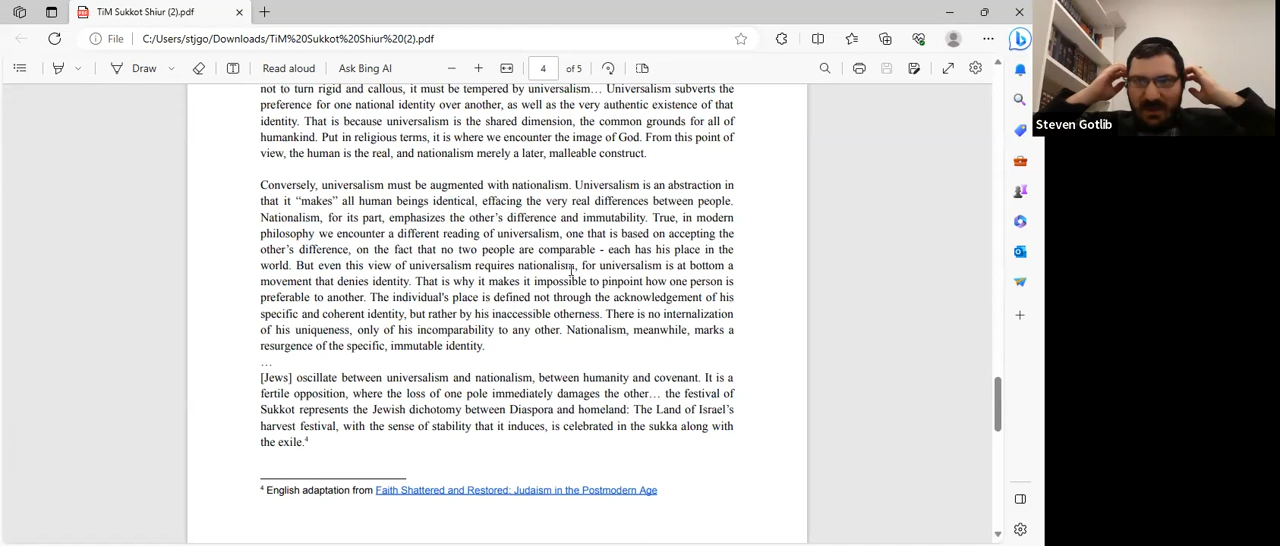 TiM Sukkot Shiur (2).pdf
File
C:/Users/stjgo/Downloads/TiM%20Sukkot%20Shiur%20(2).pdf
Draw
Read aloud
Ask Bing AI
4
of 5
Steven Gotlib
not to turn rigid and callous, it must be tempered by universalism… Universalism subverts the
preference for one national identity over another, as well as the very authentic existence of that
identity. That is because universalism is the shared dimension, the common grounds for all of
humankind. Put in religious terms, it is where we encounter the image of God. From this point of
view, the human is the real, and nationalism merely a later, malleable construct.
Conversely, universalism must be augmented with nationalism. Universalism is an abstraction in
that it “makes” all human beings identical, effacing the very real differences between people.
Nationalism, for its part, emphasizes the other’s difference and immutability. True, in modern
philosophy we encounter a different reading of universalism, one that is based on accepting the
other’s difference, on the fact that no two people are comparable - each has his place in the
world. But even this view of universalism requires nationalism, for universalism is at bottom a
movement that denies identity. That is why it makes it impossible to pinpoint how one person is
preferable to another. The individual's place is defined not through the acknowledgement of his
specific and coherent identity, but rather by his inaccessible otherness. There is no internalization
of his uniqueness, only of his incomparability to any other. Nationalism, meanwhile, marks a
resurgence of the specific, immutable identity.
…
[Jews] oscillate between universalism and nationalism, between humanity and covenant. It is a
fertile opposition, where the loss of one pole immediately damages the other… the festival of
Sukkot represents the Jewish dichotomy between Diaspora and homeland: The Land of Israel’s
harvest festival, with the sense of stability that it induces, is celebrated in the sukka along with
the exile.4
4 English adaptation from Faith Shattered and Restored: Judaism in the Postmodern Age